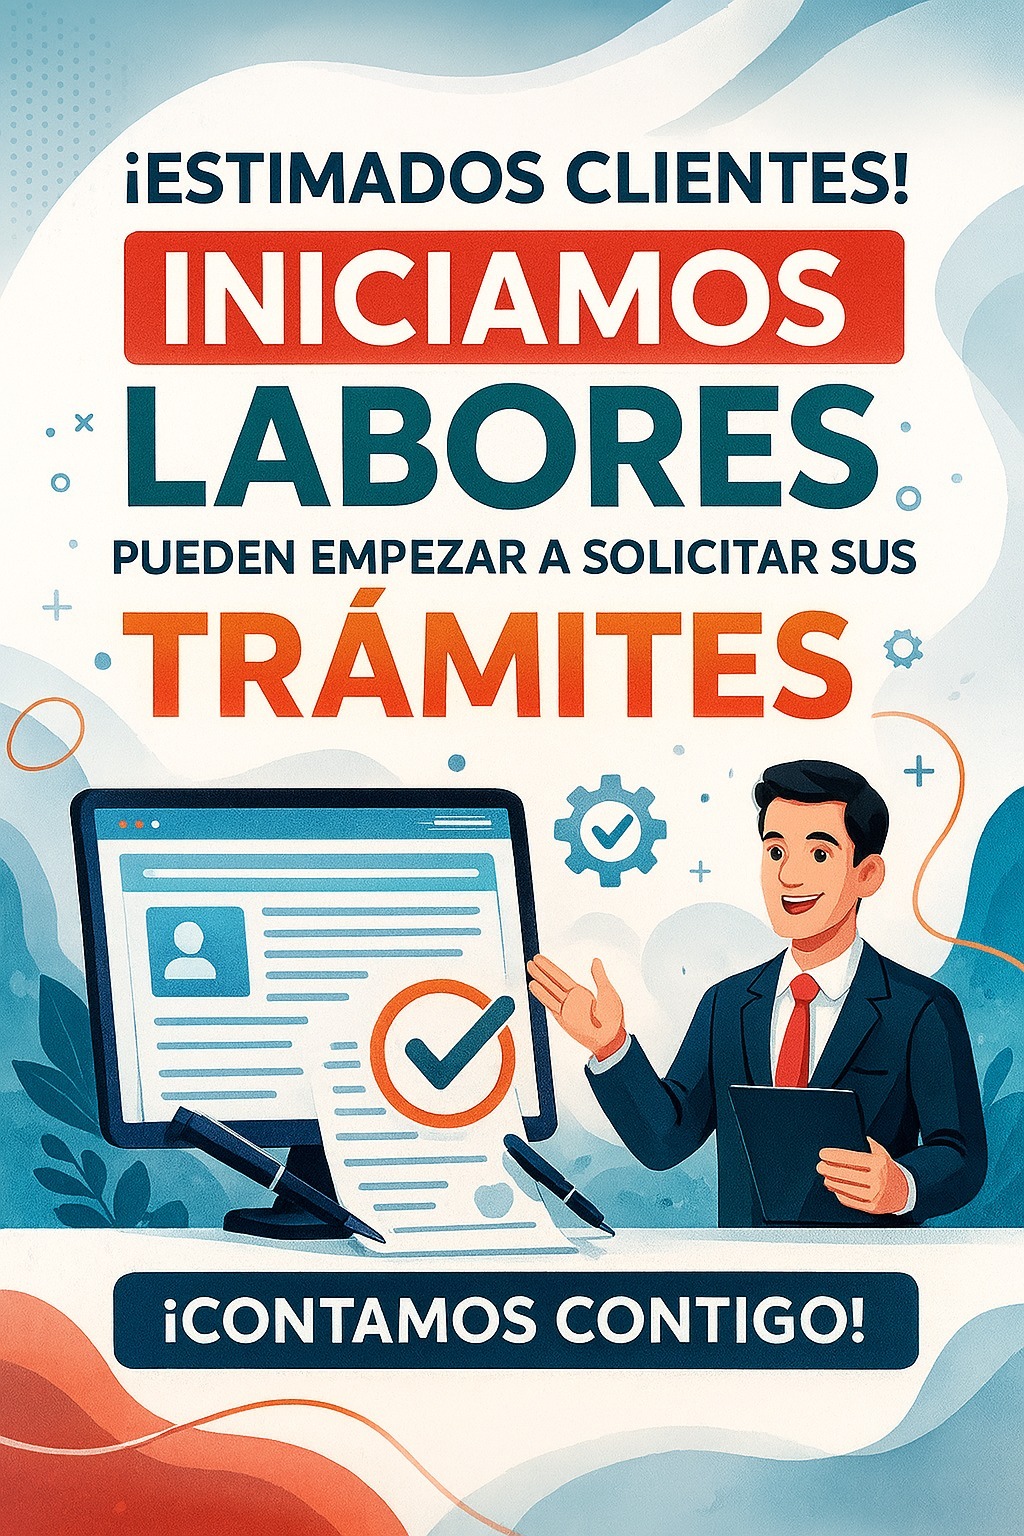 ¡ESTIMADOS CLIENTES!
INICIAMOS
LABORES
PUEDEN EMPEZAR A SOLICITAR SUS
TRÁMITES
¡CONTAMOS CONTIGO!